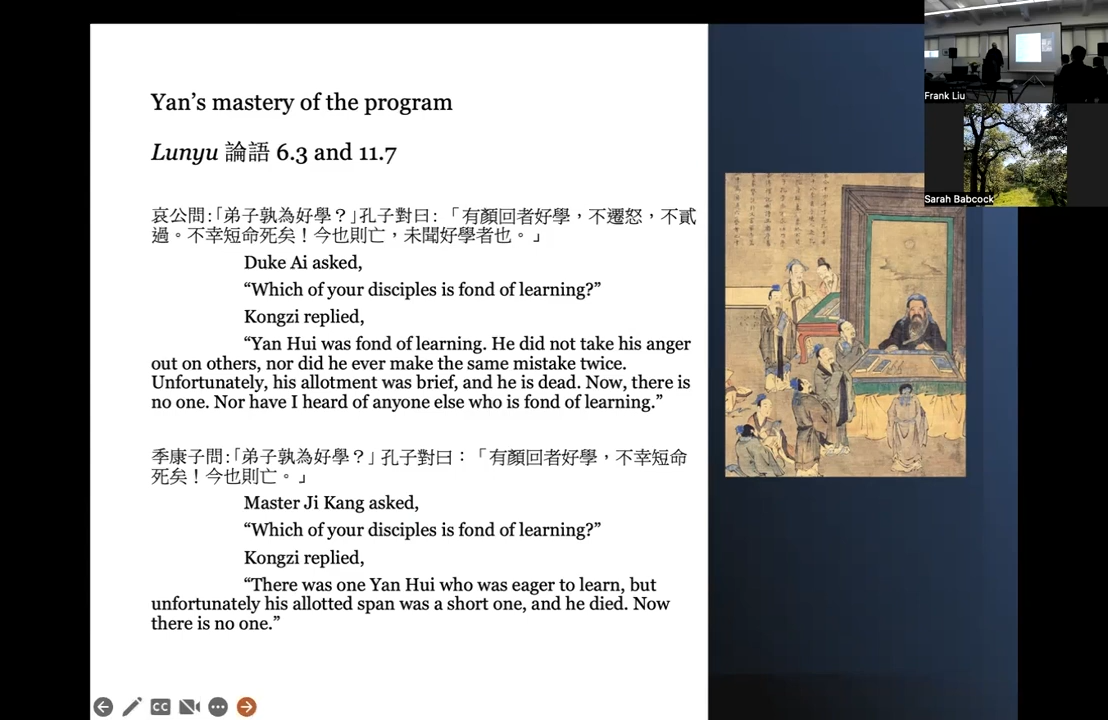 Yan’s mastery of the program
Lunyu 論語 6.3 and 11.7
哀公問:「弟子孰為好學？」孔子對曰: 「有顏回者好學，不遷怒，不貳
過。不幸短命死矣！今也則亡，未聞好學者也。」
Duke Ai asked,
“Which of your disciples is fond of learning?”
Kongzi replied,
“Yan Hui was fond of learning. He did not take his anger
out on others, nor did he ever make the same mistake twice.
Unfortunately, his allotment was brief, and he is dead. Now, there is
no one. Nor have I heard of anyone else who is fond of learning.”
季康子問:「弟子孰為好學？」孔子對曰：「有顏回者好學，不幸短命
死矣！今也則亡。」
Master Ji Kang asked,
“Which of your disciples is fond of learning?”
Kongzi replied,
“There was one Yan Hui who was eager to learn, but
unfortunately his allotted span was a short one, and he died. Now
there is no one.”
Frank Liu
Sarah Babcock
CC